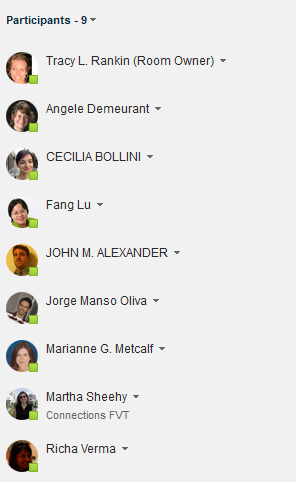 Participants - 9
Tracy L. Rankin (Room Owner)
Angele Demeurant
CECILIA BOLLINI
Fang Lu
JOHN M. ALEXANDER
Jorge Manso Oliva
Marianne G. Metcalf
Martha Sheehy
Connections FVT
Richa Verma